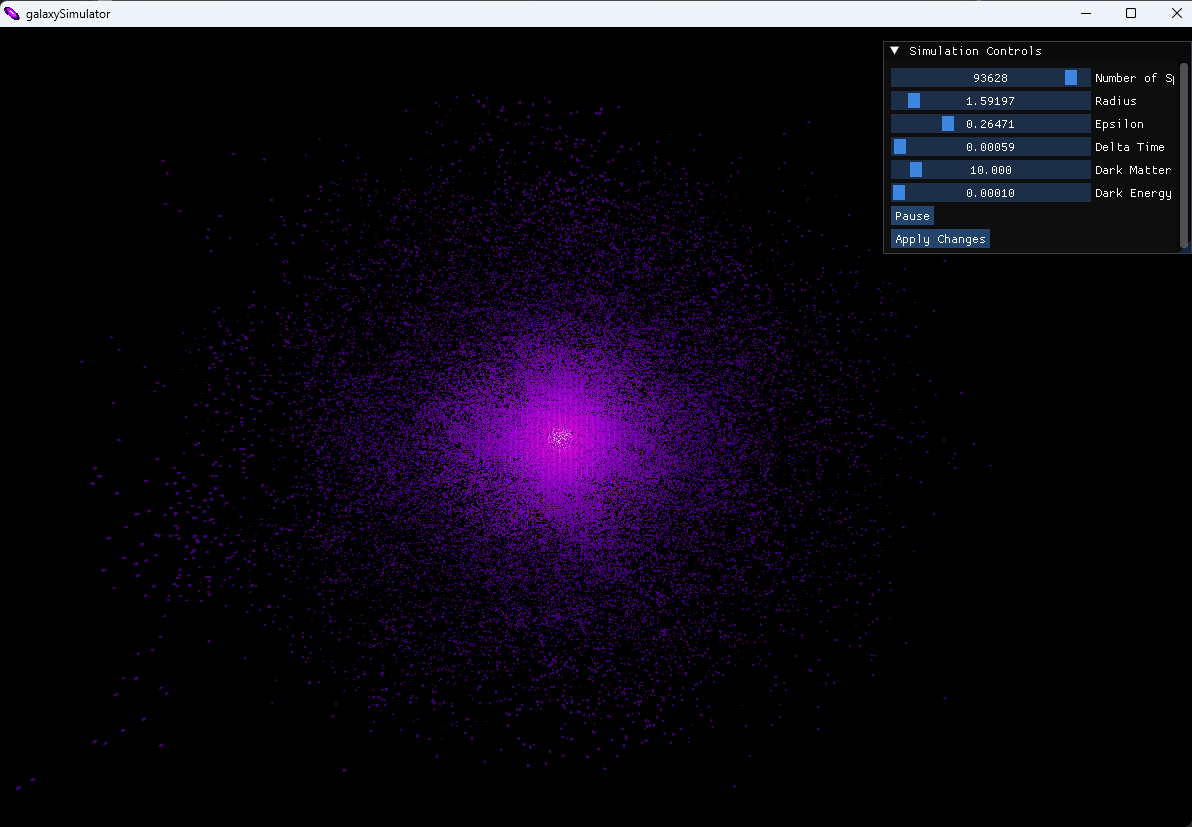 galaxySimulator
Simulation Controls
93628 Number of Sp
1.59197 Radius
0.26471 Epsilon
0.00059 Delta Time
10.000 Dark Matter
0.00010 Dark Energy
Pause
Apply Changes